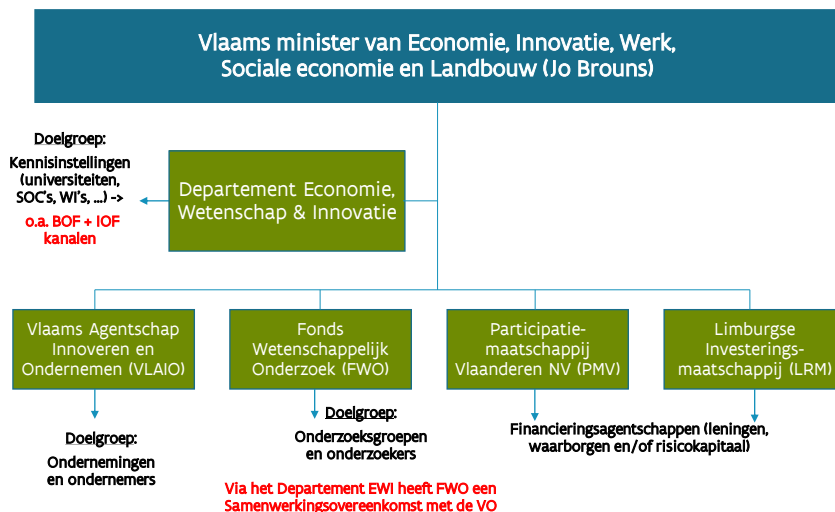 Vlaams minister van Economie, Innovatie, Werk,
Sociale economie en Landbouw (Jo Brouns)
Doelgroep:
Kennisinstellingen
(universiteiten,
SOC's, WI's, ...) ->
o.a. BOF + IOF
kanalen
Departement Economie,
Wetenschap & Innovatie
Vlaams Agentschap
Innoveren en
Ondernemen (VLAIO)
Fonds
Wetenschappelijk
Onderzoek (FWO)
Participatie-
maatschappij
Vlaanderen NV (PMV)
Limburgse
Investerings-
maatschappij (LRM)
Doelgroep:
Ondernemingen
en ondernemers
Doelgroep:
Onderzoeksgroepen
en onderzoekers
Financieringsagentschappen (leningen,
waarborgen en/of risicokapitaal)
Via het Departement EWI heeft FWO een
Samenwerkingsovereenkomst met de VO